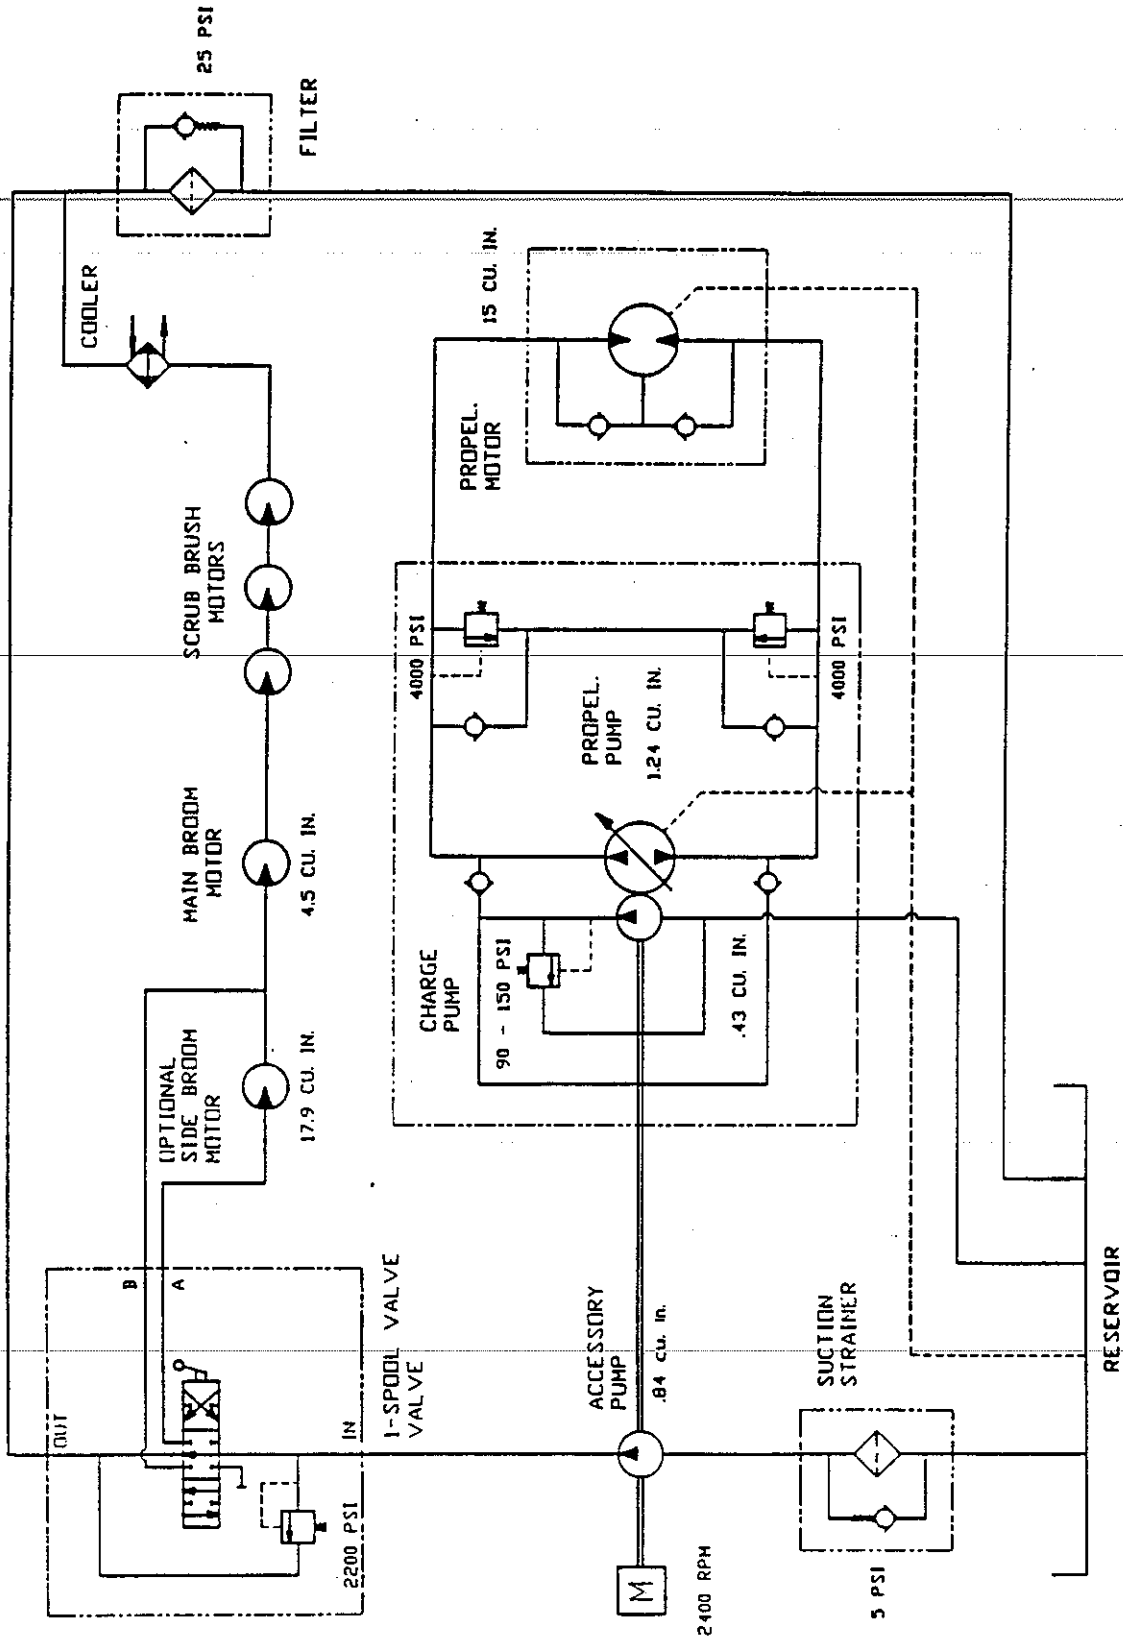 25 PSI
FILTER
COOLER
SCRUB BRUSH
MOTORS
MAIN BROOM
MOTOR
4.5 CU. IN.
OPTIONAL
SIDE BROOM
MOTOR
17.9 CU. IN.
B
A
OUT
IN
1-SPOOL VALVE
VALVE
2200 PSI
15 CU. IN.
PROPEL.
MOTOR
4000 PSI
PROPEL.
PUMP
1.24 CU. IN.
4000 PSI
CHARGE
PUMP
90 - 150 PSI
.43 CU. IN.
ACCESSORY
PUMP
.84 cu. in.
M
2400 RPM
SUCTION
STRAINER
5 PSI
RESERVOIR